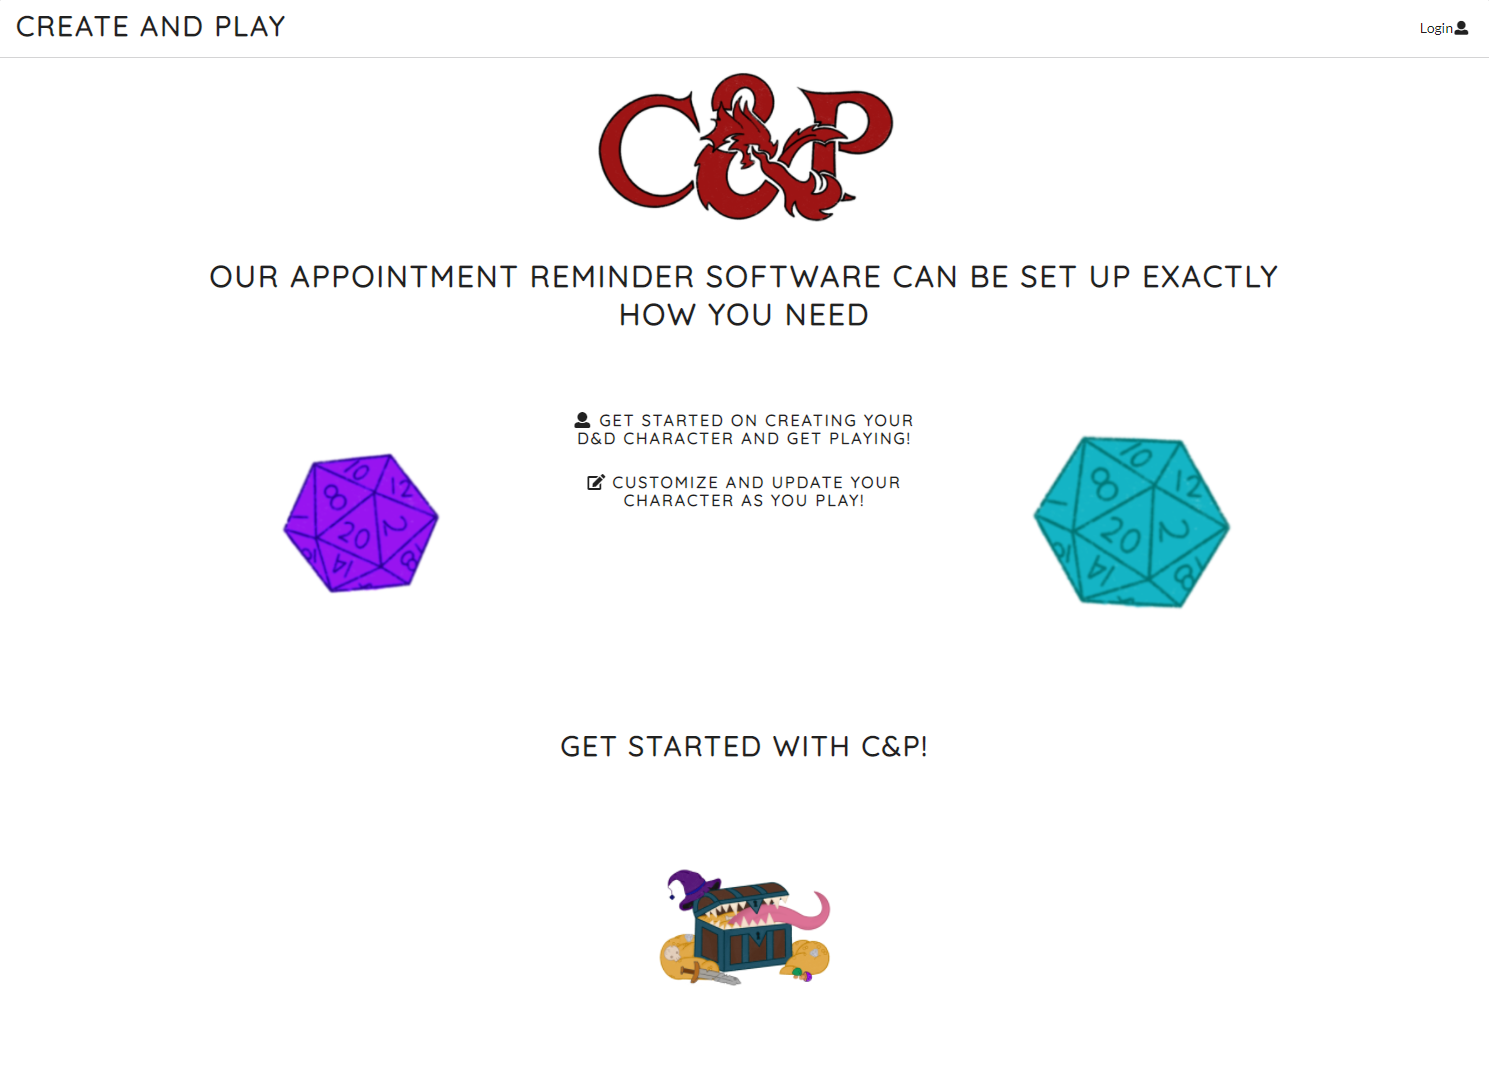 CREATE AND PLAY
Login
C&P
OUR APPOINTMENT REMINDER SOFTWARE CAN BE SET UP EXACTLY
HOW YOU NEED
GET STARTED ON CREATING YOUR
D&D CHARACTER AND GET PLAYING!
CUSTOMIZE AND UPDATE YOUR
CHARACTER AS YOU PLAY!
10
8
12
20
2
14
18
10
8
12
20
2
14
18
GET STARTED WITH C&P!